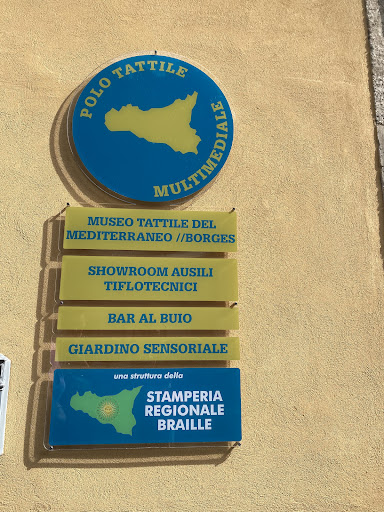 POLO TATTILE
MULTIMEDIALE
MUSEO TATTILE DEL
MEDITERRANEO //BORGES
SHOWROOM AUSILI
TIFLOTECNICI
BAR AL BUIO
GIARDINO SENSORIALE
una struttura della
STAMPERIA
REGIONALE
BRAILLE